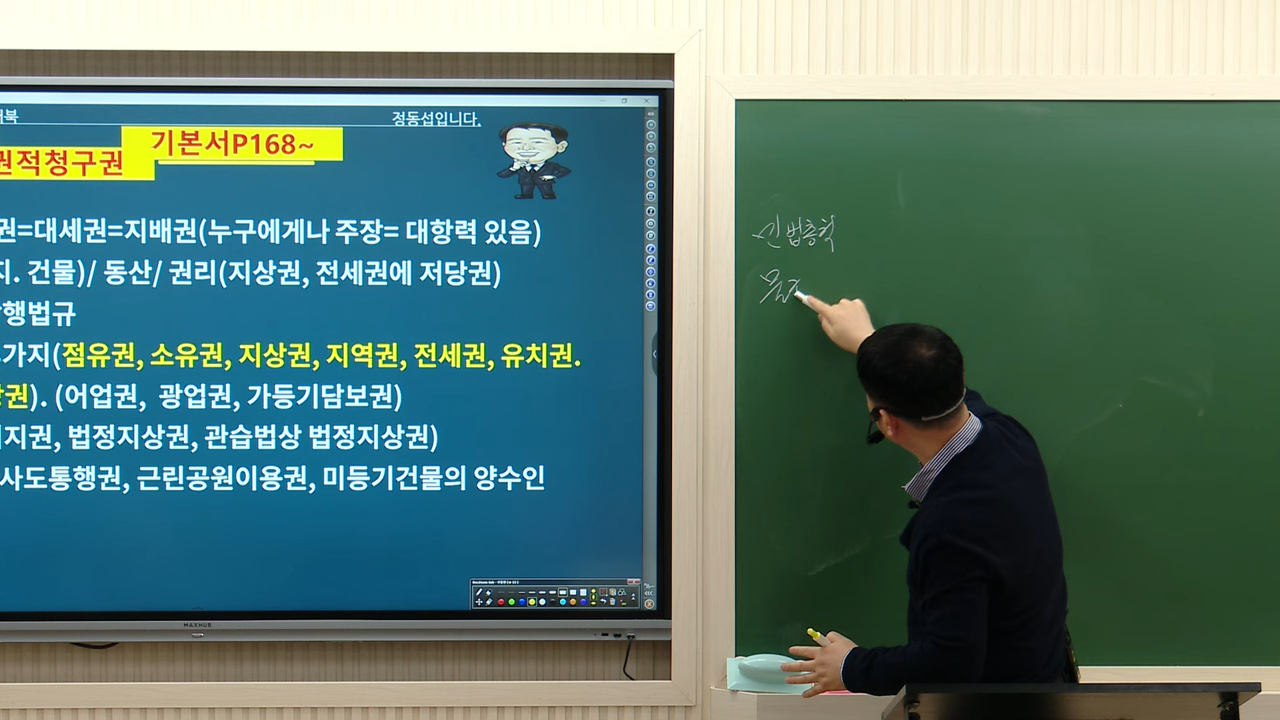 북
정동섭입니다.
기본서P168~
권적청구권
권=대세권=지배권(누구에게나 주장= 대항력 있음)
지. 건물)/ 동산/ 권리(지상권, 전세권에 저당권)
행법규
가지(점유권, 소유권, 지상권, 지역권, 전세권, 유치권.
권). (어업권, 광업권, 가등기담보권)
지권, 법정지상권, 관습법상 법정지상권)
사도통행권, 근린공원이용권, 미등기건물의 양수인
MAXHUB
민법총칙
물권